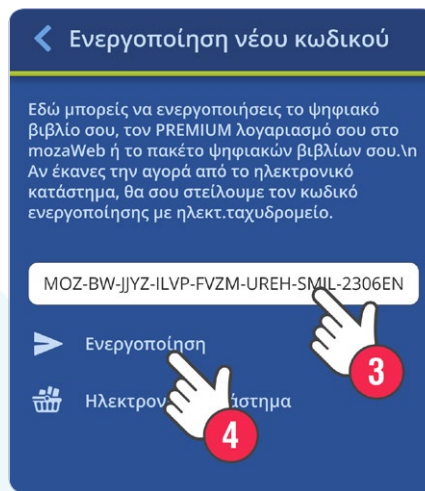 Ενεργοποίηση νέου κωδικού
Εδώ μπορείς να ενεργοποιήσεις το ψηφιακό
βιβλίο σου, τον PREMIUM λογαριασμό σου στο
mozaWeb ή το πακέτο ψηφιακών βιβλίων σου.\n
Αν έκανες την αγορά από το ηλεκτρονικό
κατάστημα, θα σου στείλουμε τον κωδικό
ενεργοποίησης με ηλεκτ.ταχυδρομείο.
MOZ-BW-JJYZ-ILVP-FVZM-UREH-SMIL-2306EN
3
Ενεργοποίηση
4